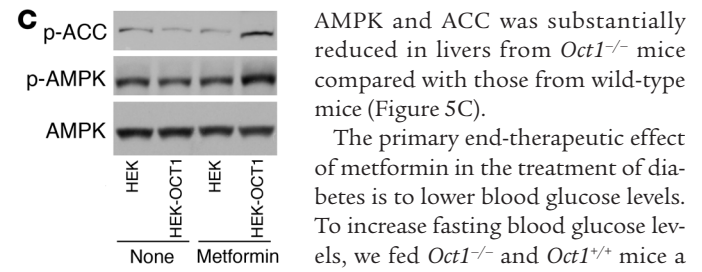 C
p-ACC
p-AMPK
AMPK
HEK
HEK-OCT1
HEK
HEK-OCT1
None
Metformin
AMPK and ACC was substantially
reduced in livers from Oct1–/– mice
compared with those from wild-type
mice (Figure 5C).
The primary end-therapeutic effect
of metformin in the treatment of dia-
betes is to lower blood glucose levels.
To increase fasting blood glucose lev-
els, we fed Oct1–/– and Oct1+/+ mice a